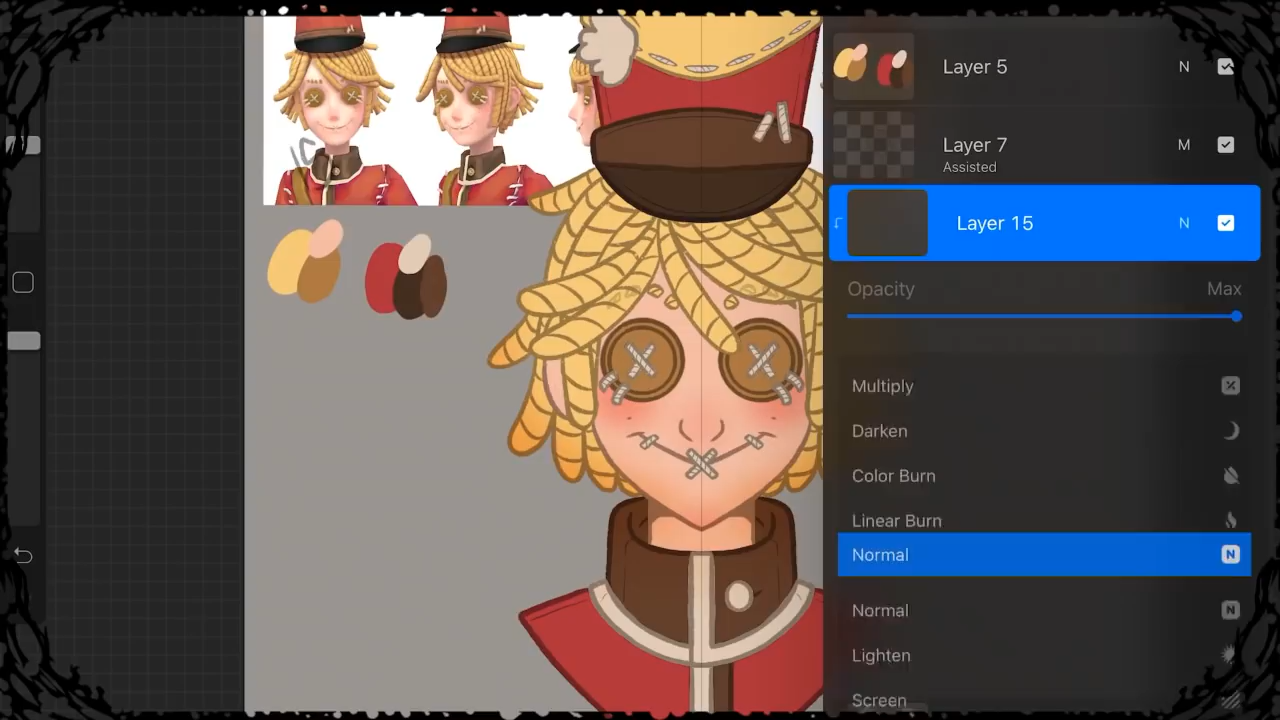 Layer 5
N
Layer 7
M
Assisted
Layer 15
N
Opacity
Max
Multiply
Darken
Color Burn
Linear Burn
Normal
N
Normal
N
Lighten
Screen